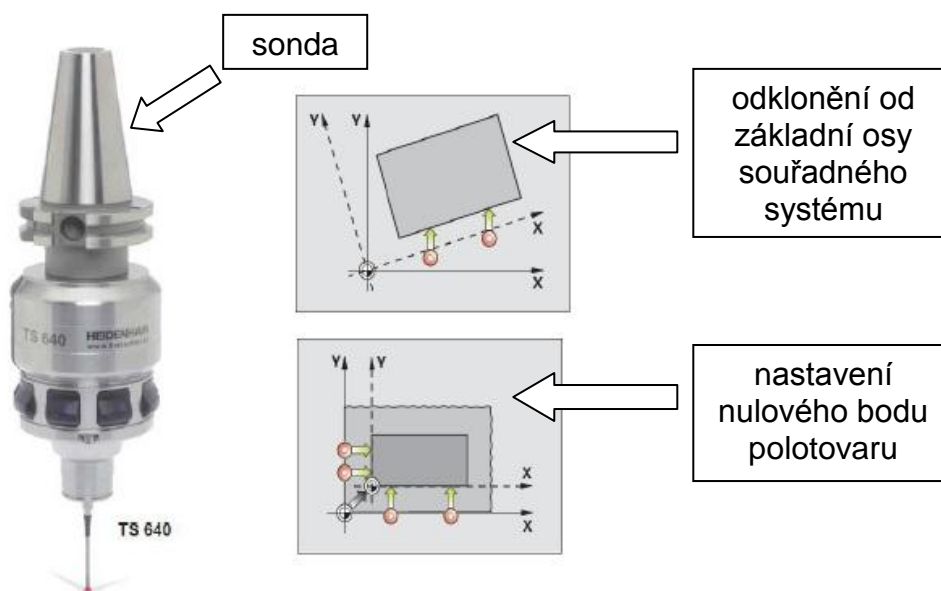 sonda
odklonění od
základní osy
souřadného
systému
Y Y
X
X
TS 640 HEIDENHAIN
Y Y
X
X
nastavení
nulového bodu
polotovaru
TS 640